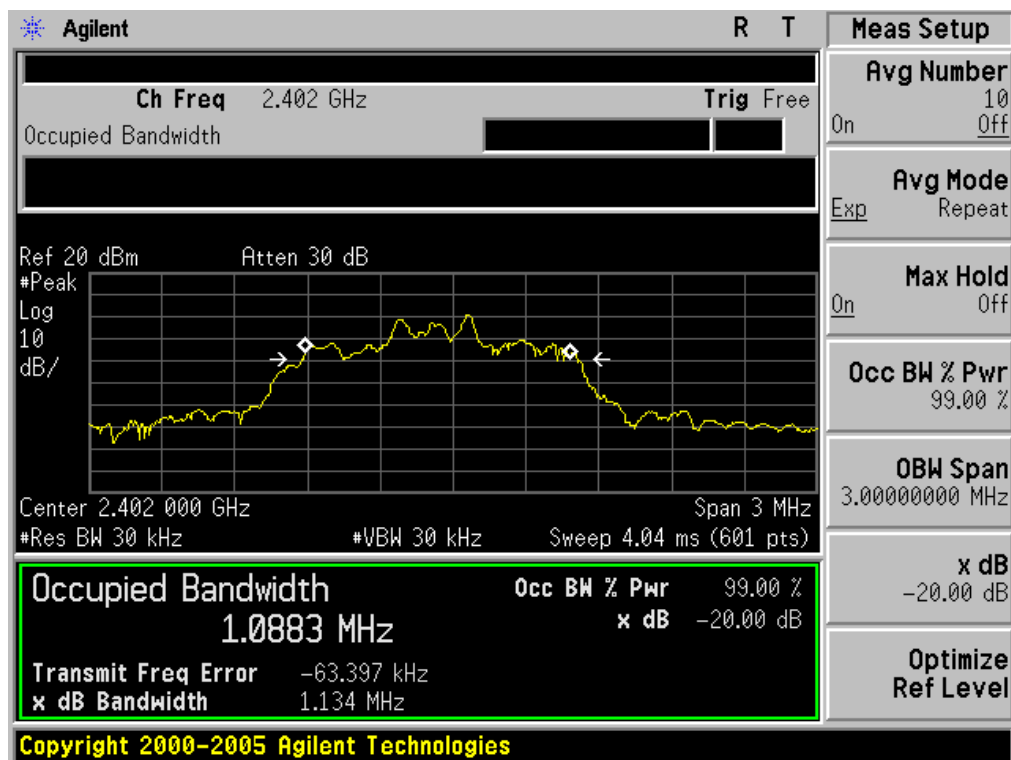 Agilent R T Meas Setup
Ch Freq 2.402 GHz Trig Free
Occupied Bandwidth
Avg Number
10
On Off
Avg Mode
Exp Repeat
Ref 20 dBm Atten 30 dB
#Peak
Log
10
dB/
Max Hold
On Off
Occ BW % Pwr
99.00 %
OBW Span
3.00000000 MHz
Center 2.402 000 GHz Span 3 MHz
#Res BW 30 kHz #VBW 30 kHz Sweep 4.04 ms (601 pts)
x dB
-20.00 dB
Occupied Bandwidth Occ BW % Pwr 99.00 %
1.0883 MHz x dB -20.00 dB
Transmit Freq Error -63.397 kHz
x dB Bandwidth 1.134 MHz
Optimize
Ref Level
Copyright 2000-2005 Agilent Technologies